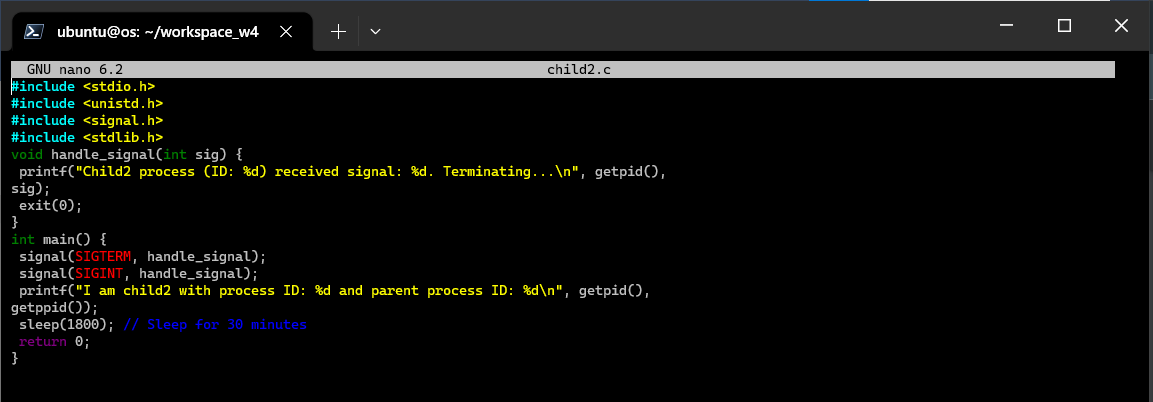 ubuntu@os: ~/workspace_w4
GNU nano 6.2 child2.c
#include <stdio.h>
#include <unistd.h>
#include <signal.h>
#include <stdlib.h>
void handle_signal(int sig) {
 printf("Child2 process (ID: %d) received signal: %d. Terminating...\n", getpid(),
sig);
 exit(0);
}
int main() {
 signal(SIGTERM, handle_signal);
 signal(SIGINT, handle_signal);
 printf("I am child2 with process ID: %d and parent process ID: %d\n", getpid(),
getppid());
 sleep(1800); // Sleep for 30 minutes
 return 0;
}